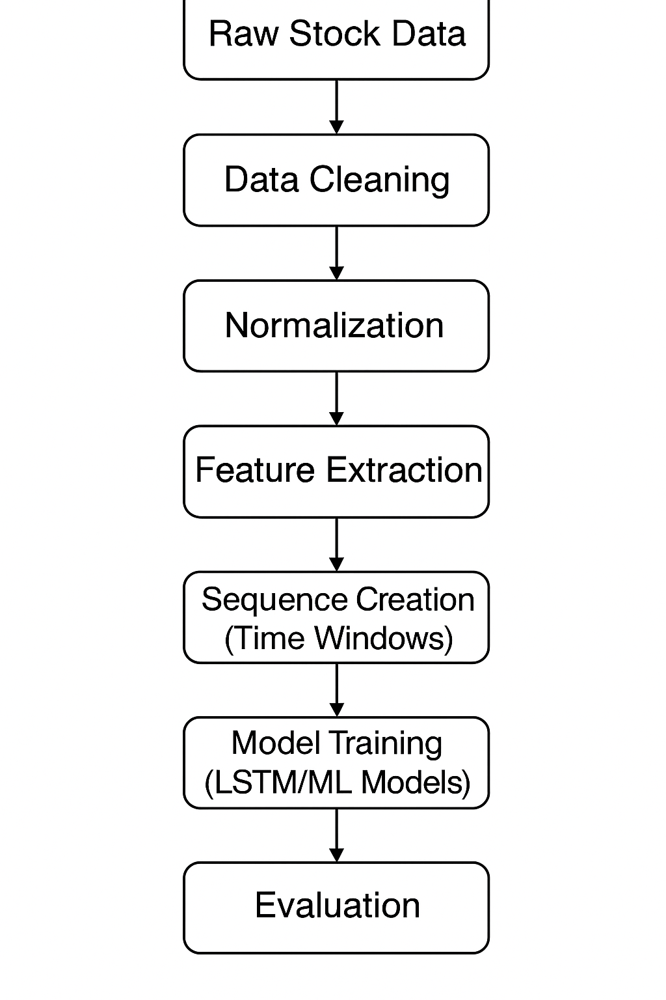 Raw Stock Data
Data Cleaning
Normalization
Feature Extraction
Sequence Creation
(Time Windows)
Model Training
(LSTM/ML Models)
Evaluation